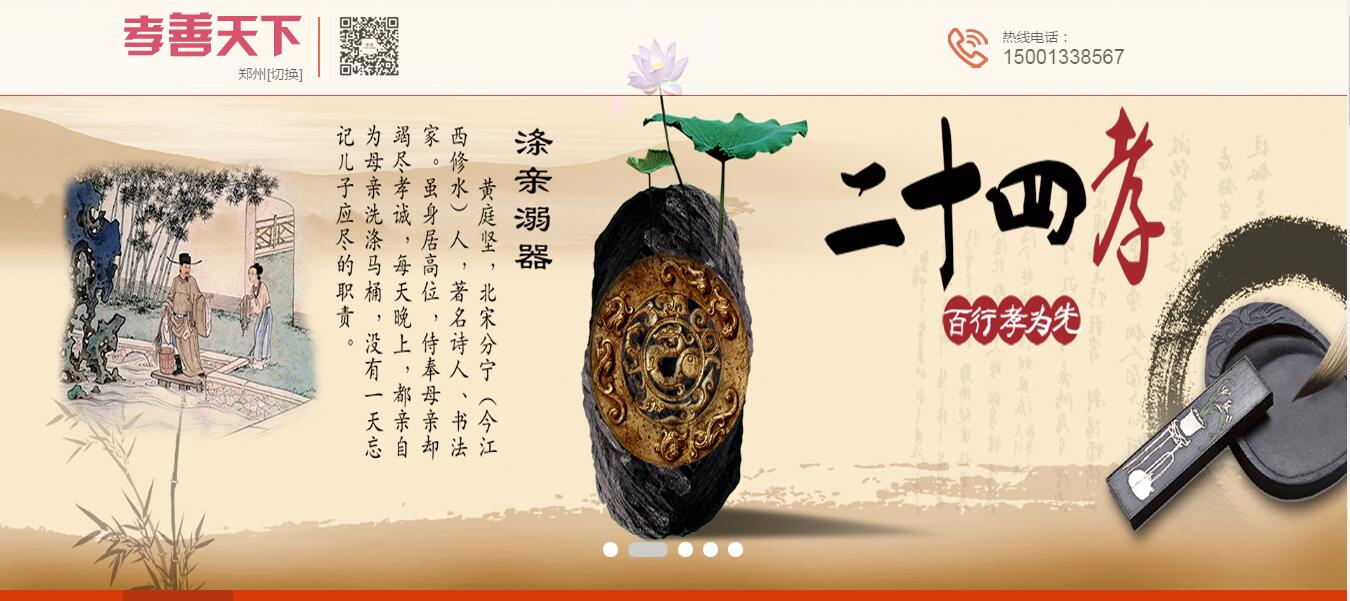 孝善天下
郑州[切换]
热线电话：
15001338567
二十四孝
百行孝为先
涤亲溺器
黄庭坚，北宋分宁（今江
西修水）人，著名诗人、书法
家。虽身居高位，侍奉母亲却
竭尽孝诚，每天晚上，都亲自
为母亲洗涤马桶，没有一天忘
记儿子应尽的职责。